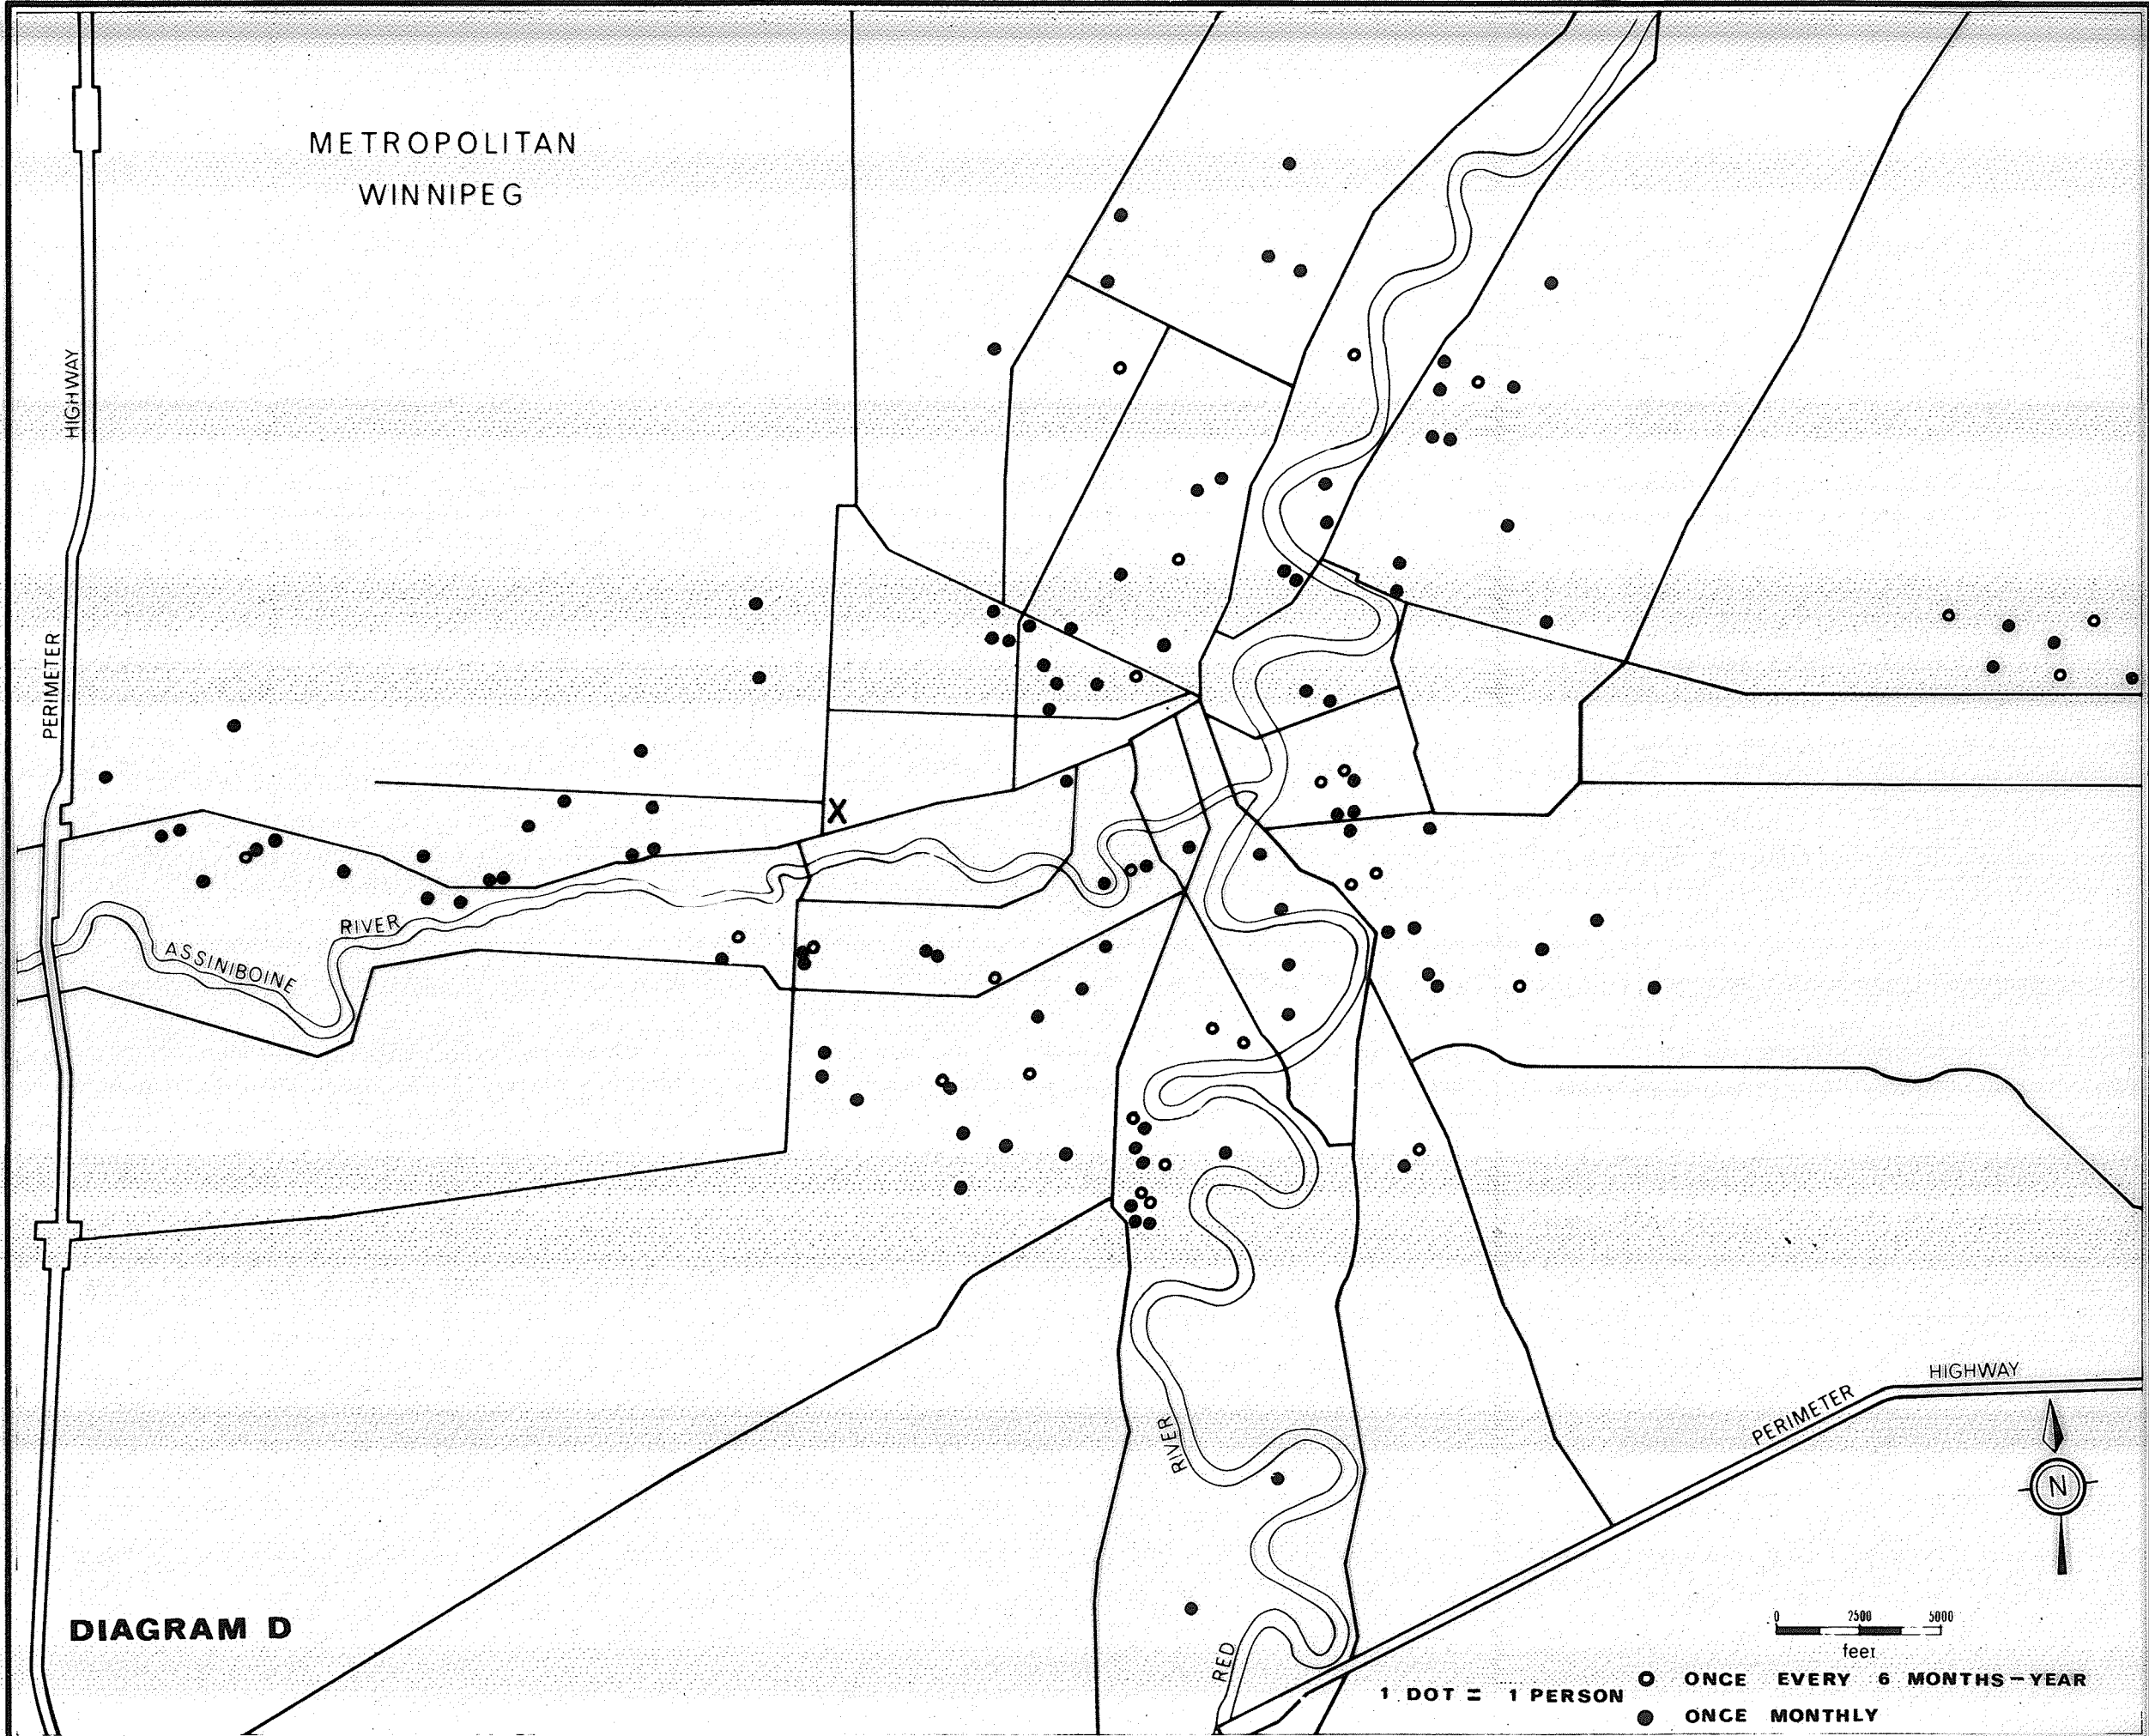 METROPOLITAN
WINNIPEG
HIGHWAY
PERIMETER
X
RIVER
ASSINIBOINE
HIGHWAY
PERIMETER
RIVER
N
RED
DIAGRAM D
0 2500 5000
feet
1 DOT = 1 PERSON
ONCE EVERY 6 MONTHS-YEAR
ONCE MONTHLY